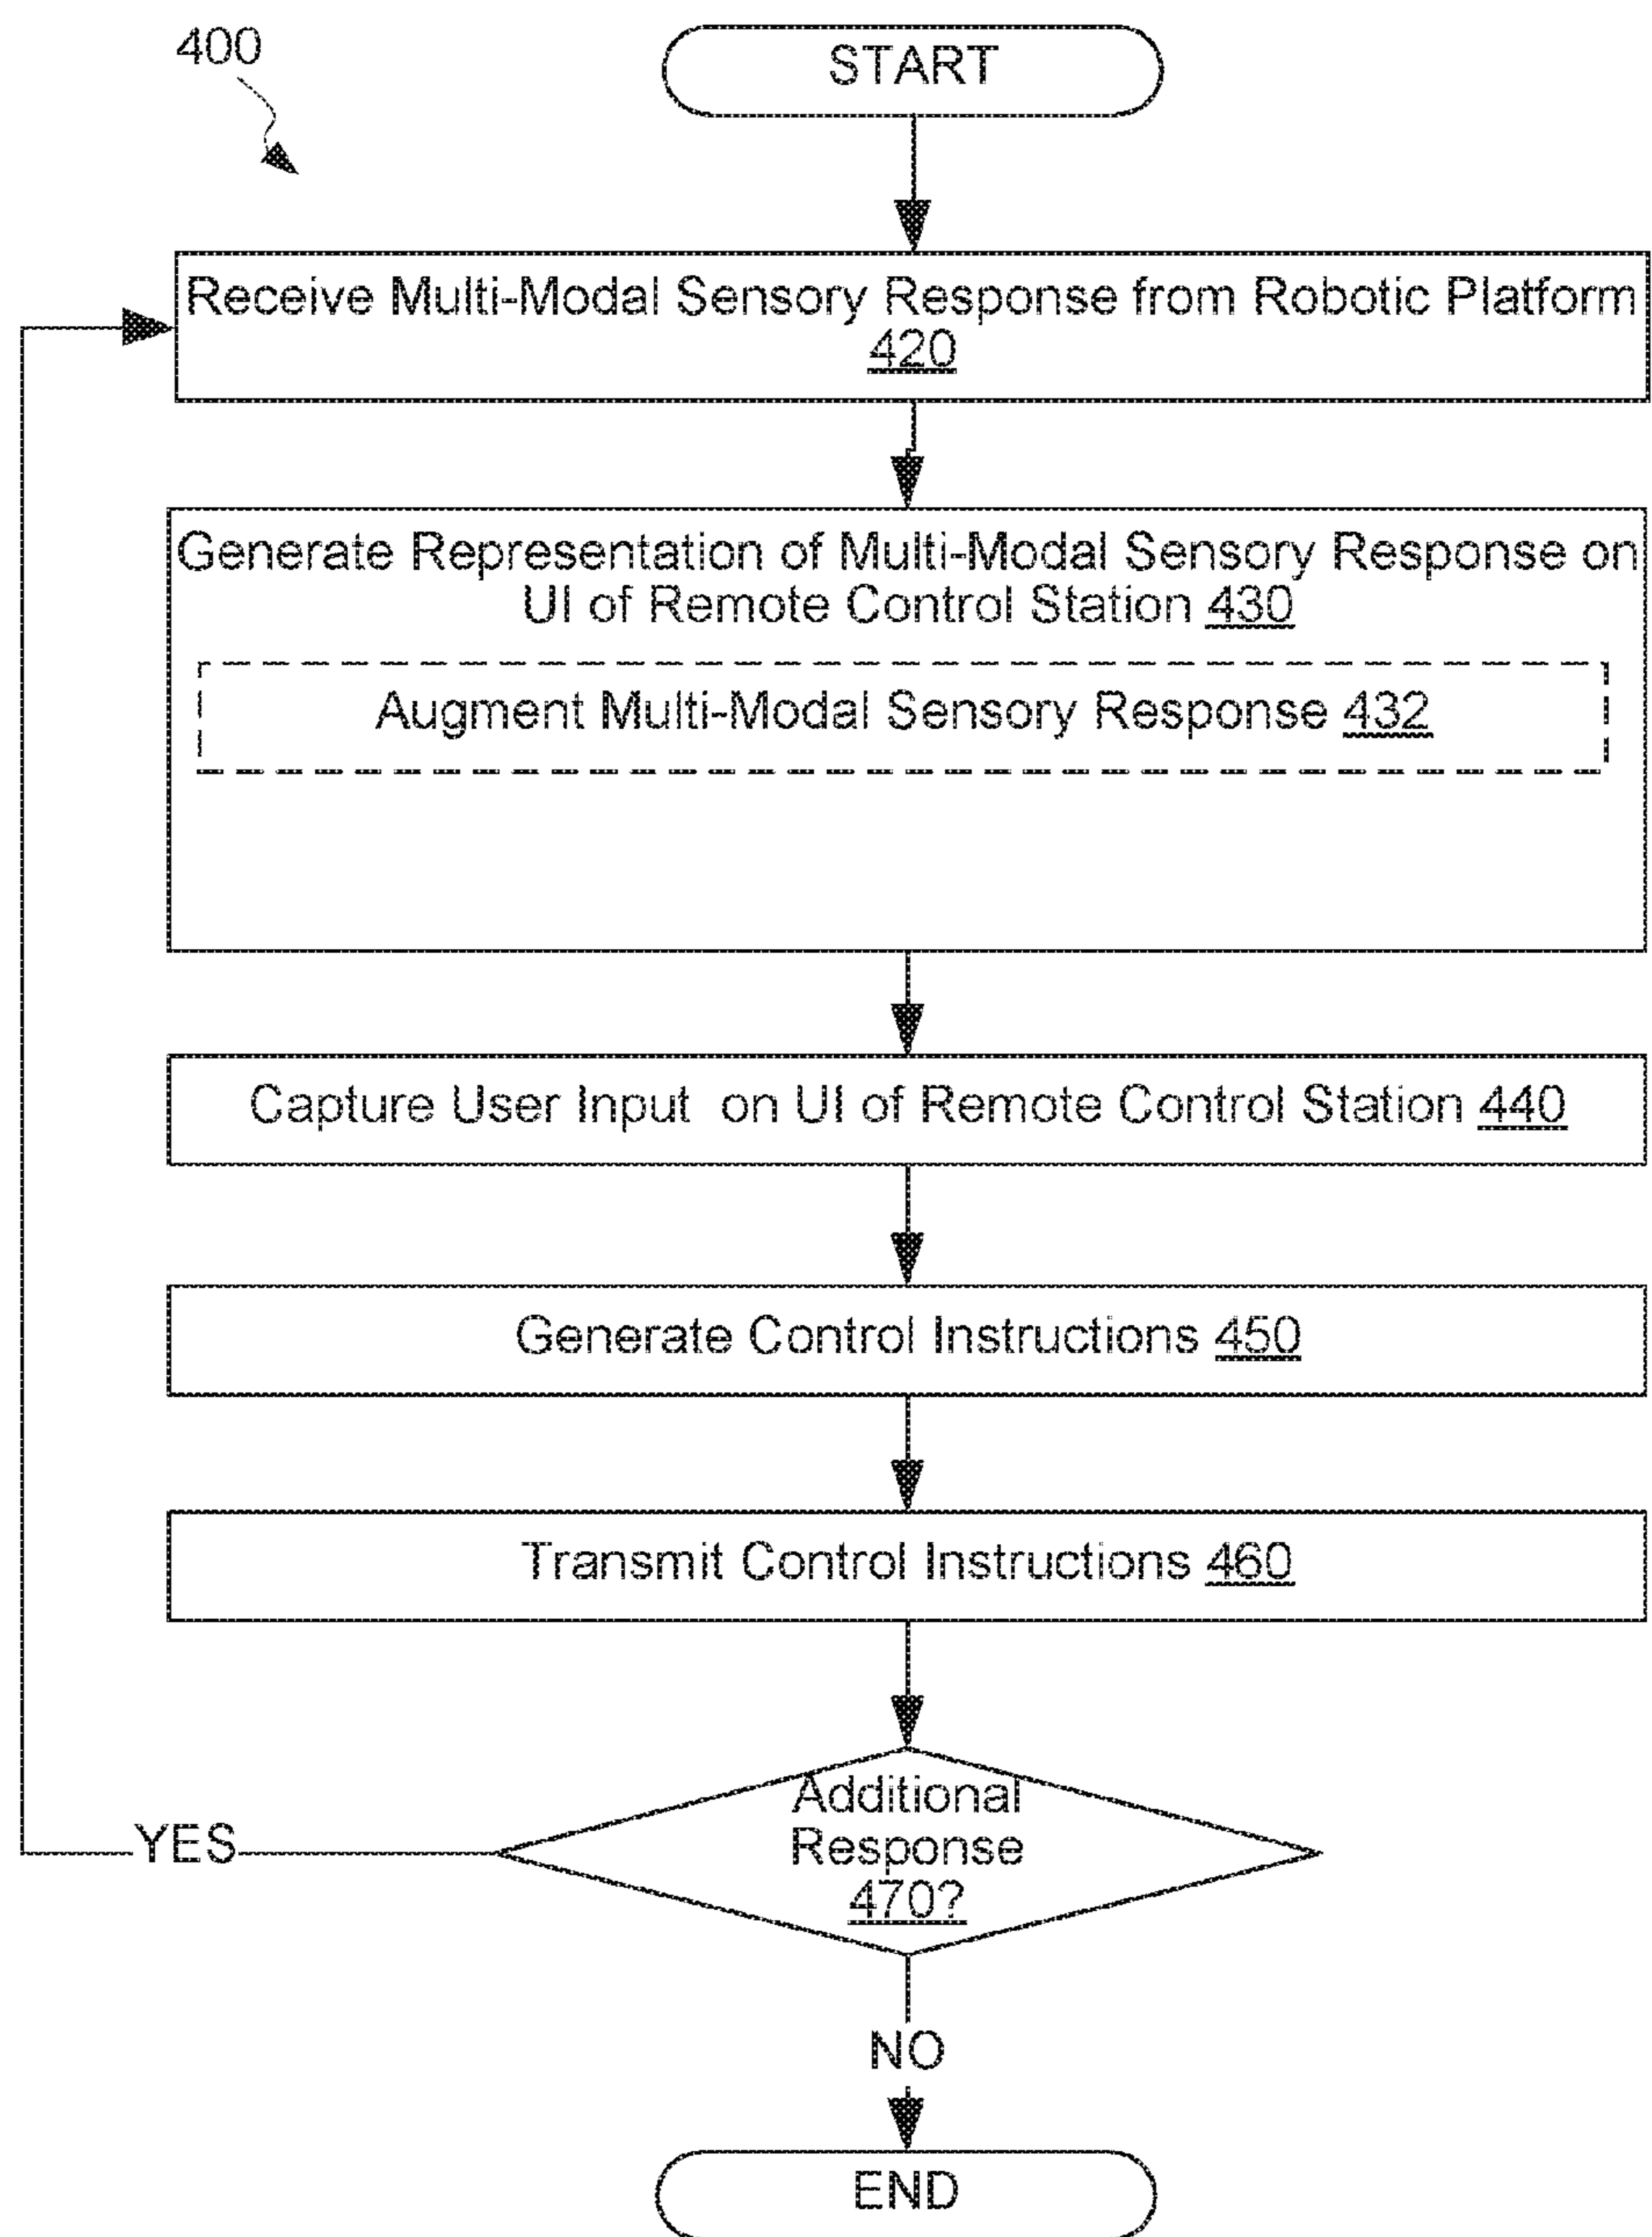 400
START
Receive Multi-Modal Sensory Response from Robotic Platform
420
Generate Representation of Multi-Modal Sensory Response on
UI of Remote Control Station 430
Augment Multi-Modal Sensory Response 432
Capture User Input on UI of Remote Control Station 440
Generate Control Instructions 450
Transmit Control Instructions 460
Additional
Response
470?
YES
NO
END